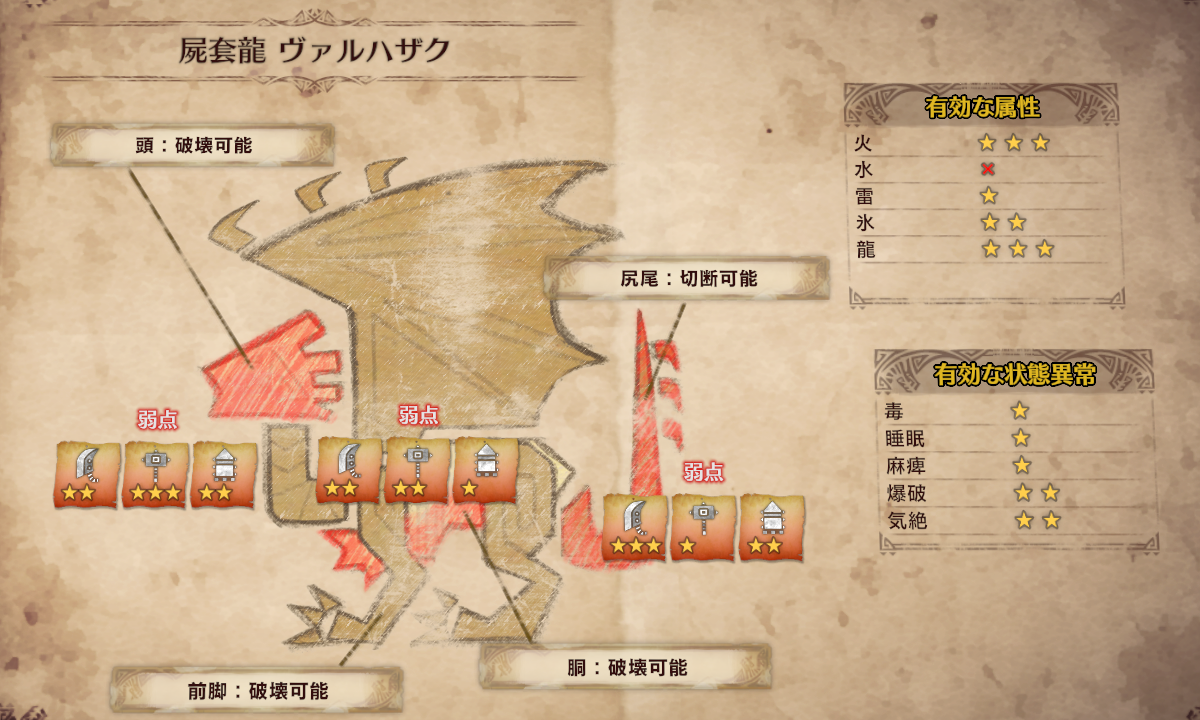 屍套龍 ヴァルハザク
頭：破壊可能
尻尾：切断可能
弱点
弱点
弱点
前脚：破壊可能
胴：破壊可能
有効な属性
火 ★★★
水 ×
雷 ★
氷 ★★
龍 ★★★
有効な状態異常
毒 ★
睡眠 ★
麻痺 ★
爆破 ★★
気絶 ★★